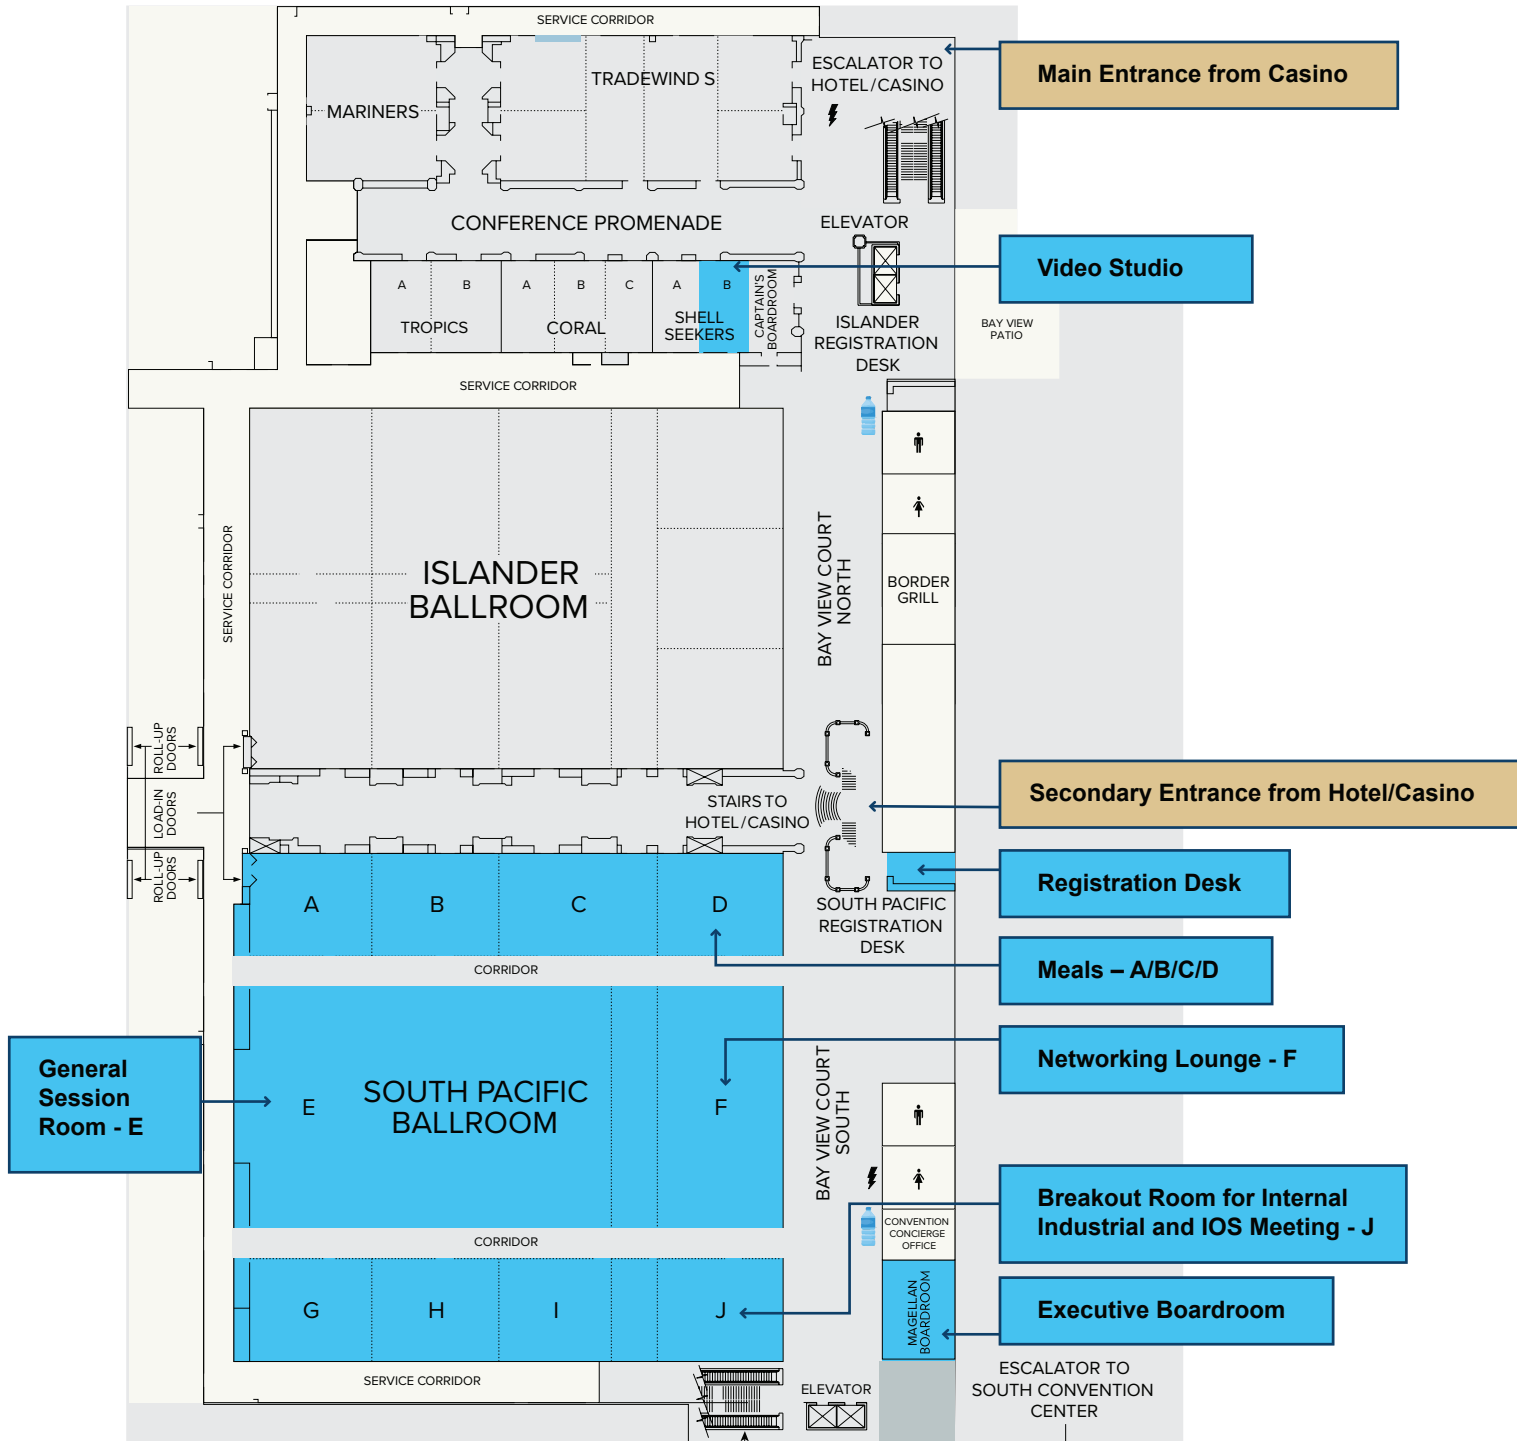 SERVICE CORRIDOR
ESCALATOR TO
HOTEL/CASINO
Main Entrance from Casino
TRADEWIND S
MARINERS
CONFERENCE PROMENADE
ELEVATOR
Video Studio
A
B
A
B
C
A
B
TROPICS
CORAL
SHELL
SEEKERS
CAPTAIN'S
BOARDROOM
ISLANDER
REGISTRATION
DESK
BAY VIEW
PATIO
SERVICE CORRIDOR
SERVICE CORRIDOR
ISLANDER
BALLROOM
BAY VIEW COURT
NORTH
BORDER
GRILL
ROLL-UP
DOORS
LOAD-IN
DOORS
ROLL-UP
DOORS
STAIRS TO
HOTEL/CASINO
Secondary Entrance from Hotel/Casino
Registration Desk
A
B
C
D
SOUTH PACIFIC
REGISTRATION
DESK
CORRIDOR
Meals – A/B/C/D
Networking Lounge - F
General
Session
Room - E
E
SOUTH PACIFIC
BALLROOM
F
BAY VIEW COURT
SOUTH
Breakout Room for Internal
Industrial and IOS Meeting - J
CONVENTION
CONCIERGE
OFFICE
CORRIDOR
G
H
I
J
MAGELLAN
BOARDROOM
Executive Boardroom
SERVICE CORRIDOR
ELEVATOR
ESCALATOR TO
SOUTH CONVENTION
CENTER